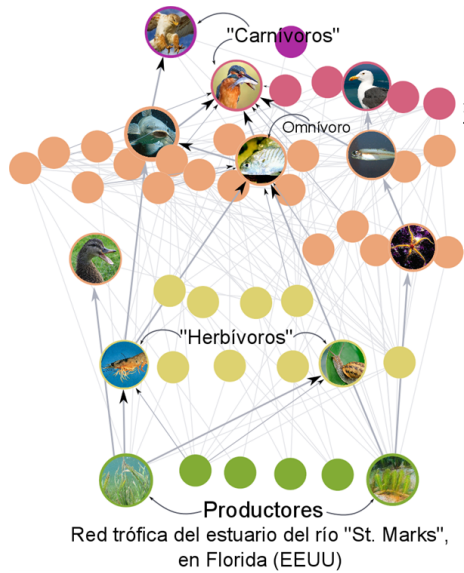 "Carnívoros"
Omnívoro
"Herbívoros"
Productores
Red trófica del estuario del río "St. Marks",
en Florida (EEUU)